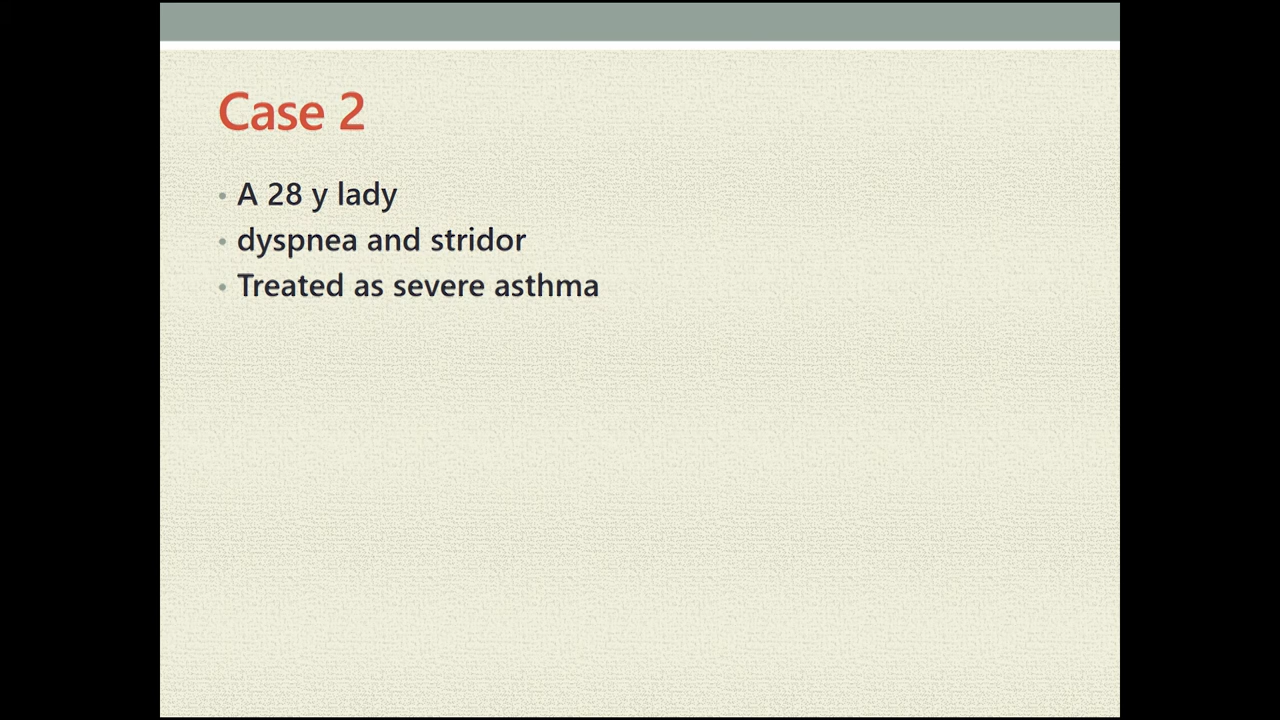 Case 2
• A 28 y lady
• dyspnea and stridor
• Treated as severe asthma